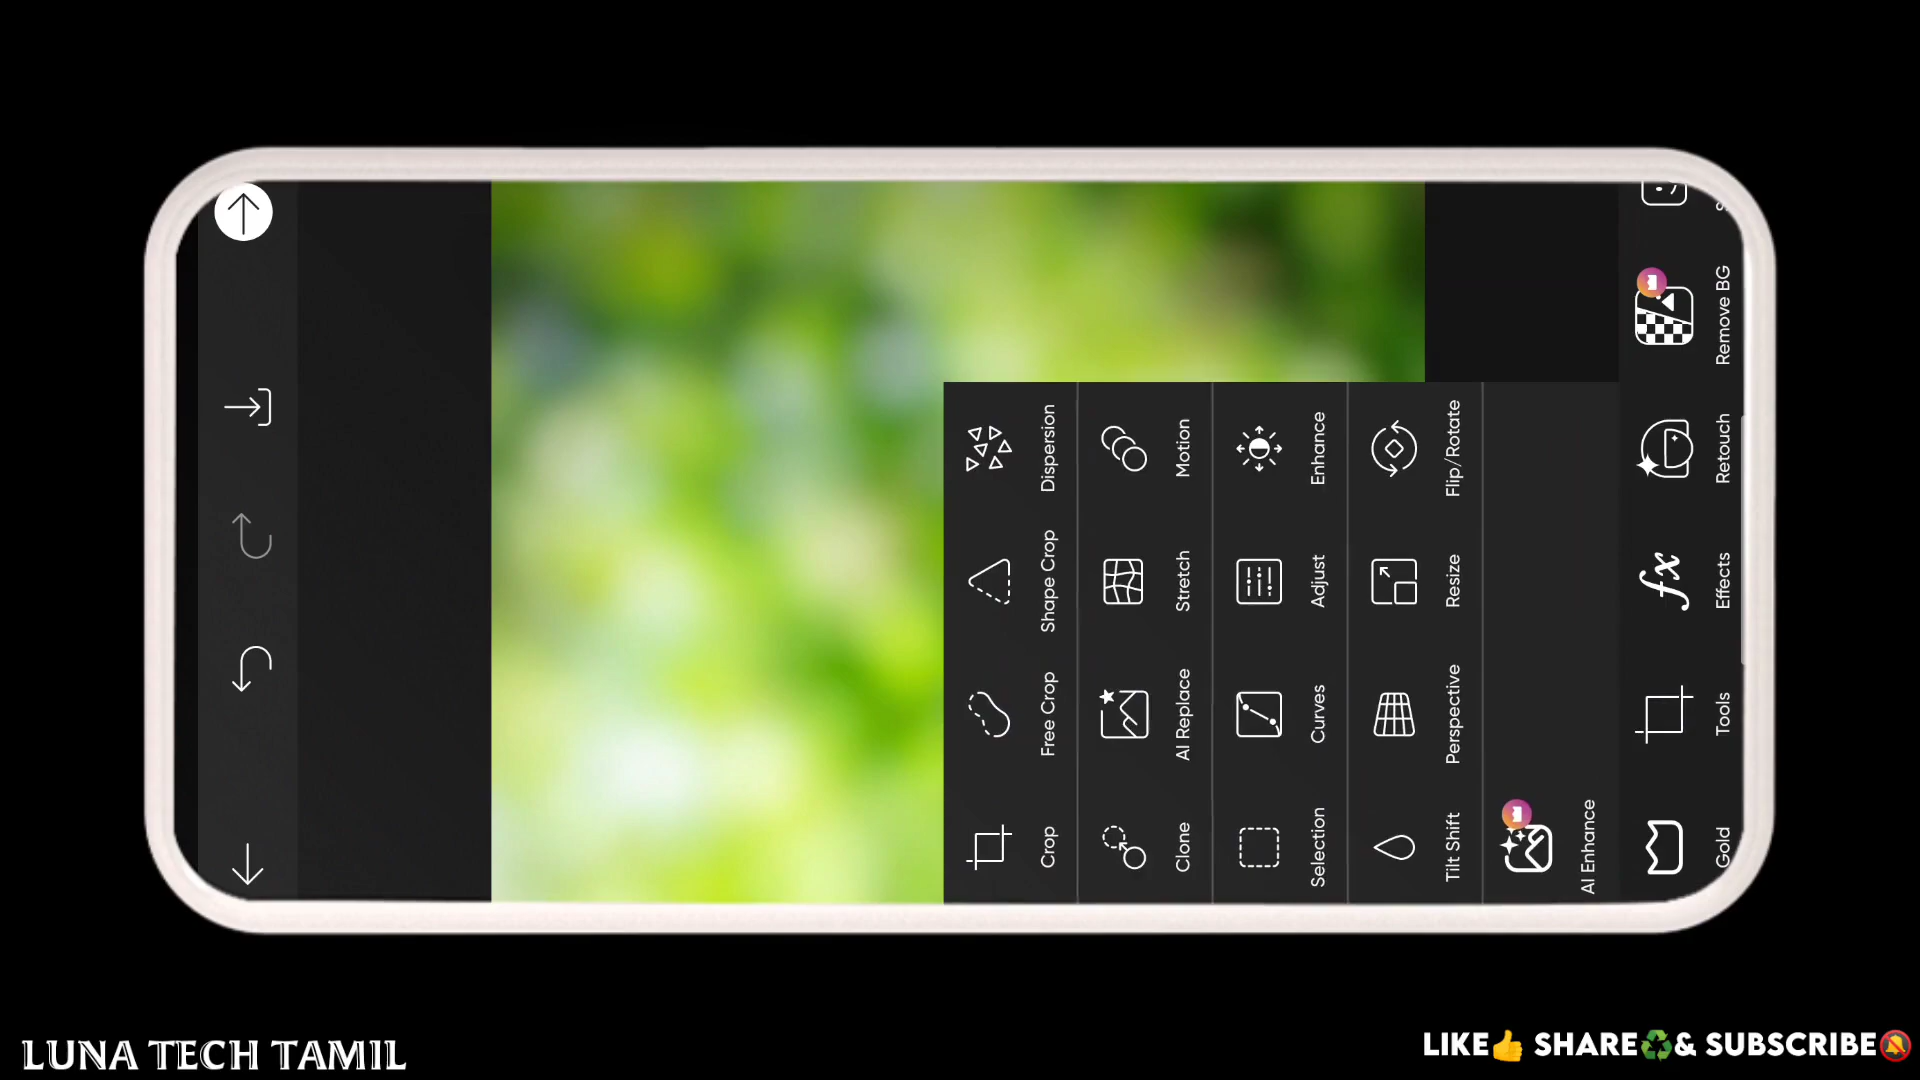 Crop
Free Crop
Shape Crop
Dispersion
Clone
AI Replace
Stretch
Motion
Selection
Curves
Adjust
Enhance
Tilt Shift
Perspective
Resize
Flip/Rotate
AI Enhance
Gold
Tools
Effects
fx
Retouch
Remove BG
LUNA TECH TAMIL
LIKE👍 SHARE♻️& SUBSCRIBE🔕